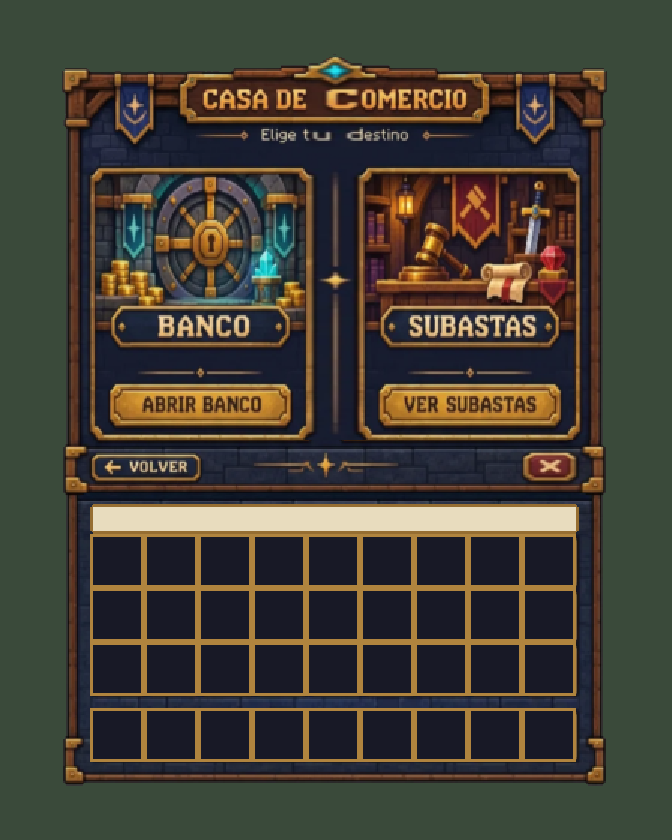 CASA DE COMERCIO
Elige tu destino
BANCO
SUBASTAS
ABRIR BANCO
VER SUBASTAS
← VOLVER